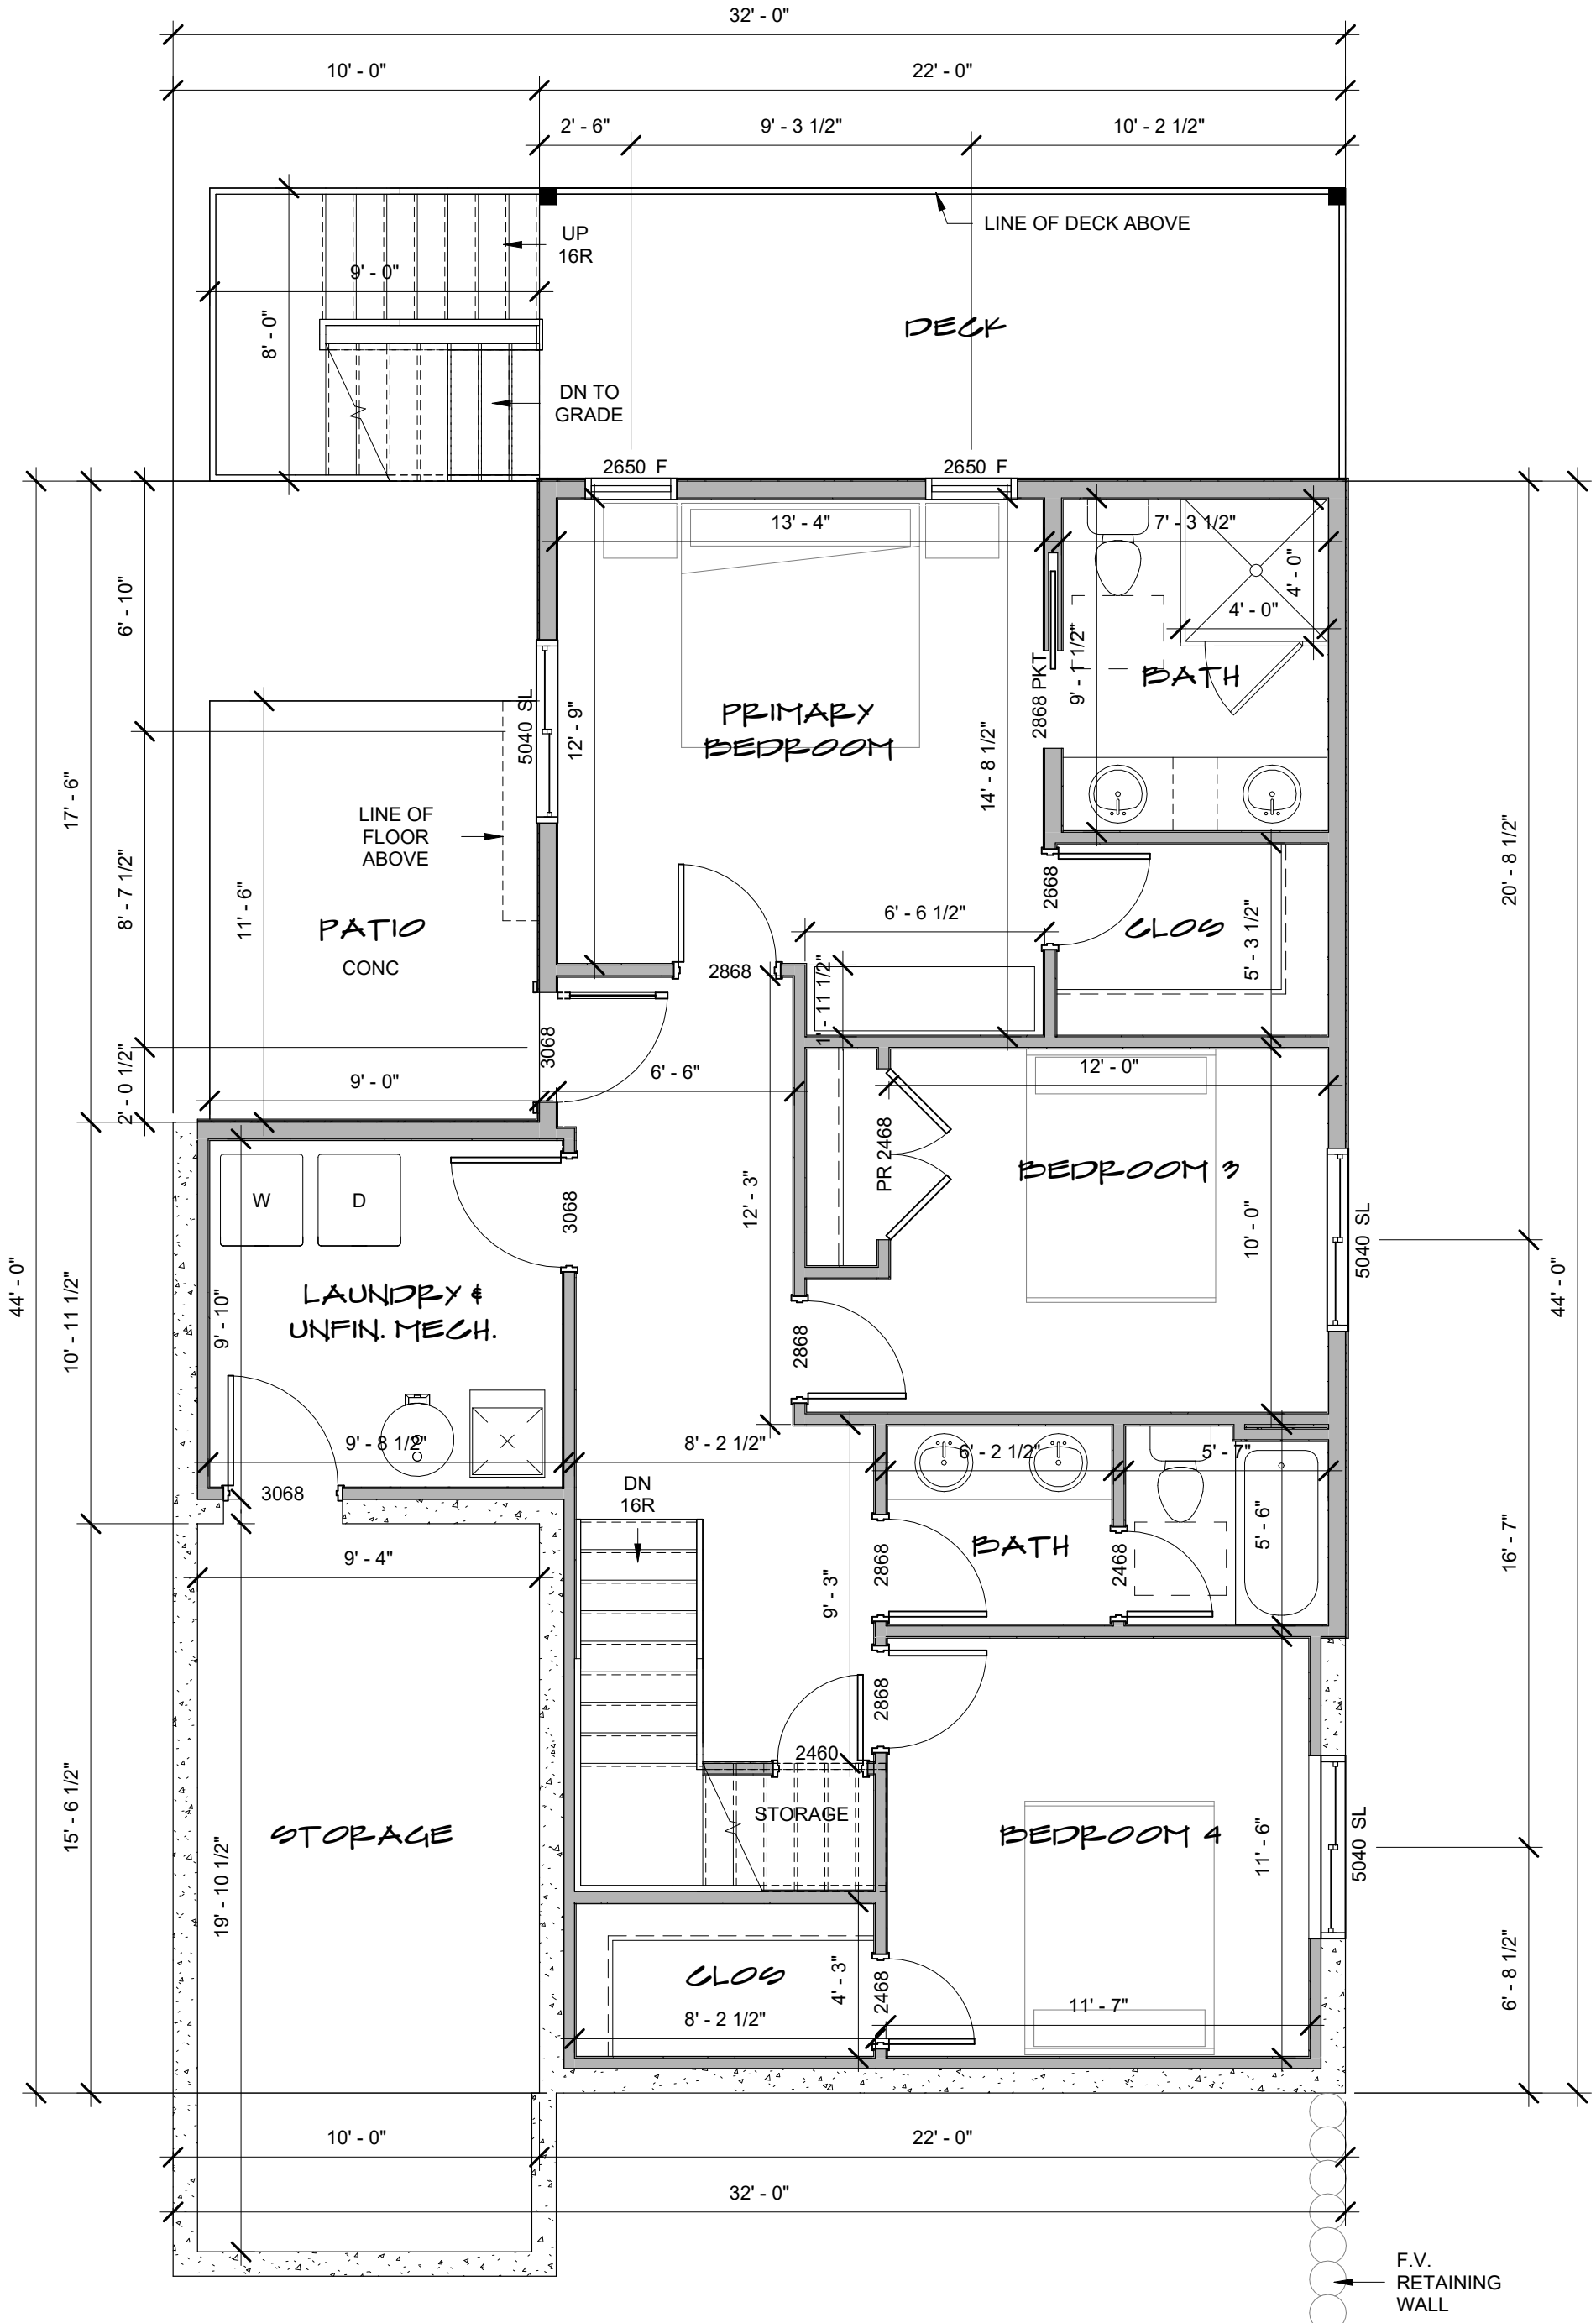 32' - 0"
10' - 0"
22' - 0"
2' - 6"
9' - 3 1/2"
10' - 2 1/2"
LINE OF DECK ABOVE
UP
16R
9' - 0"
8' - 0"
DECK
DN TO
GRADE
2650 F
2650 F
13' - 4"
7' - 3 1/2"
4' - 0"
4' - 0"
6' - 10"
9' - 1 1/2"
BATH
2868 PKT
PRIMARY
BEDROOM
5040 SL
12' - 9"
14' - 8 1/2"
17' - 6"
LINE OF
FLOOR
ABOVE
8' - 7 1/2"
11' - 6"
20' - 8 1/2"
PATIO
CONC
6' - 6 1/2"
2668
CLOS
5' - 3 1/2"
2868
1' - 11 1/2"
3068
2' - 0 1/2"
9' - 0"
6' - 6"
12' - 0"
PR 2468
BEDROOM 3
W
D
3068
12' - 3"
10' - 0"
5040 SL
44' - 0"
44' - 0"
10' - 11 1/2"
LAUNDRY &
UNFIN. MECH.
9' - 10"
2868
9' - 8 1/2"
8' - 2 1/2"
6' - 2 1/2"
5' - 7"
3068
DN
16R
5' - 6"
BATH
2868
2468
9' - 4"
9' - 3"
16' - 7"
2868
2460
STORAGE
STORAGE
BEDROOM 4
11' - 6"
5040 SL
15' - 6 1/2"
19' - 10 1/2"
CLOS
4' - 3"
2468
8' - 2 1/2"
11' - 7"
6' - 8 1/2"
10' - 0"
22' - 0"
32' - 0"
F.V.
RETAINING
WALL